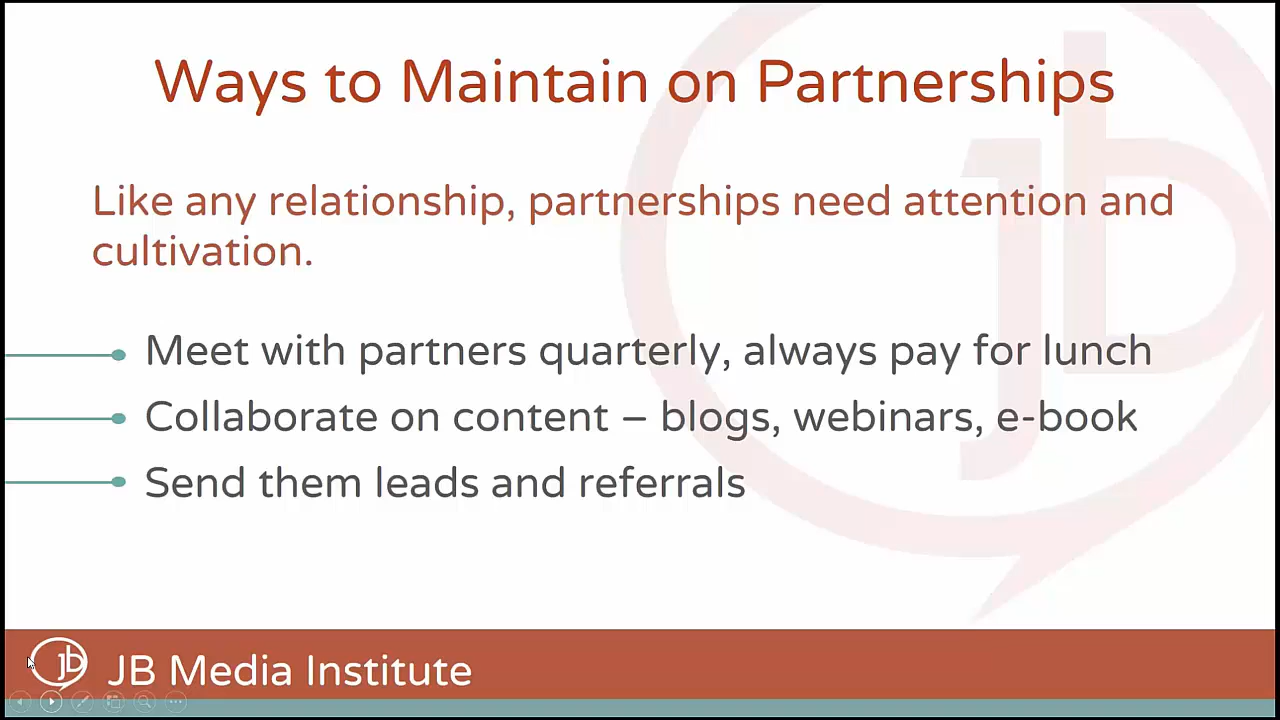 Ways to Maintain on Partnerships
Like any relationship, partnerships need attention and
cultivation.
Meet with partners quarterly, always pay for lunch
Collaborate on content – blogs, webinars, e-book
Send them leads and referrals
jb
jb JB Media Institute